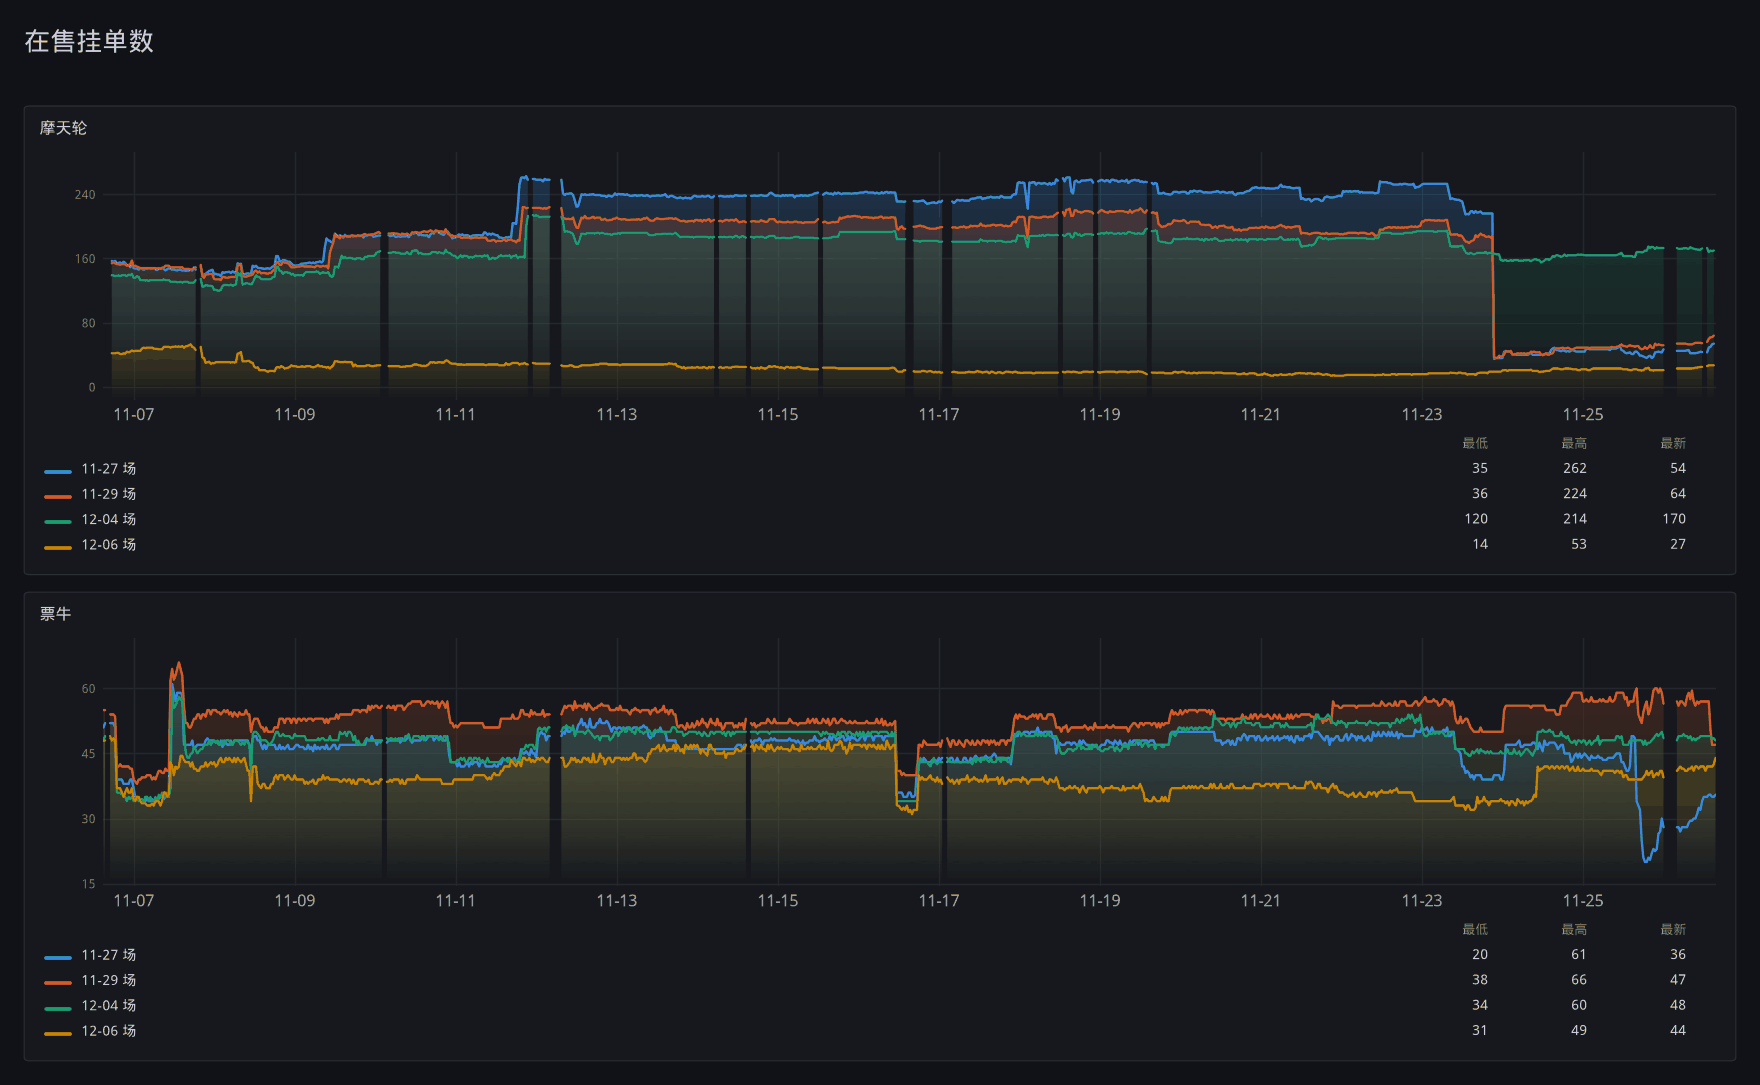 在售挂单数
摩天轮
240
160
80
0
11-07 11-09 11-11 11-13 11-15 11-17 11-19 11-21 11-23 11-25
最低 最高 最新
11-27 场 35 262 54
11-29 场 36 224 64
12-04 场 120 214 170
12-06 场 14 53 27
票牛
60
45
30
15
11-07 11-09 11-11 11-13 11-15 11-17 11-19 11-21 11-23 11-25
最低 最高 最新
11-27 场 20 61 36
11-29 场 38 66 47
12-04 场 34 60 48
12-06 场 31 49 44